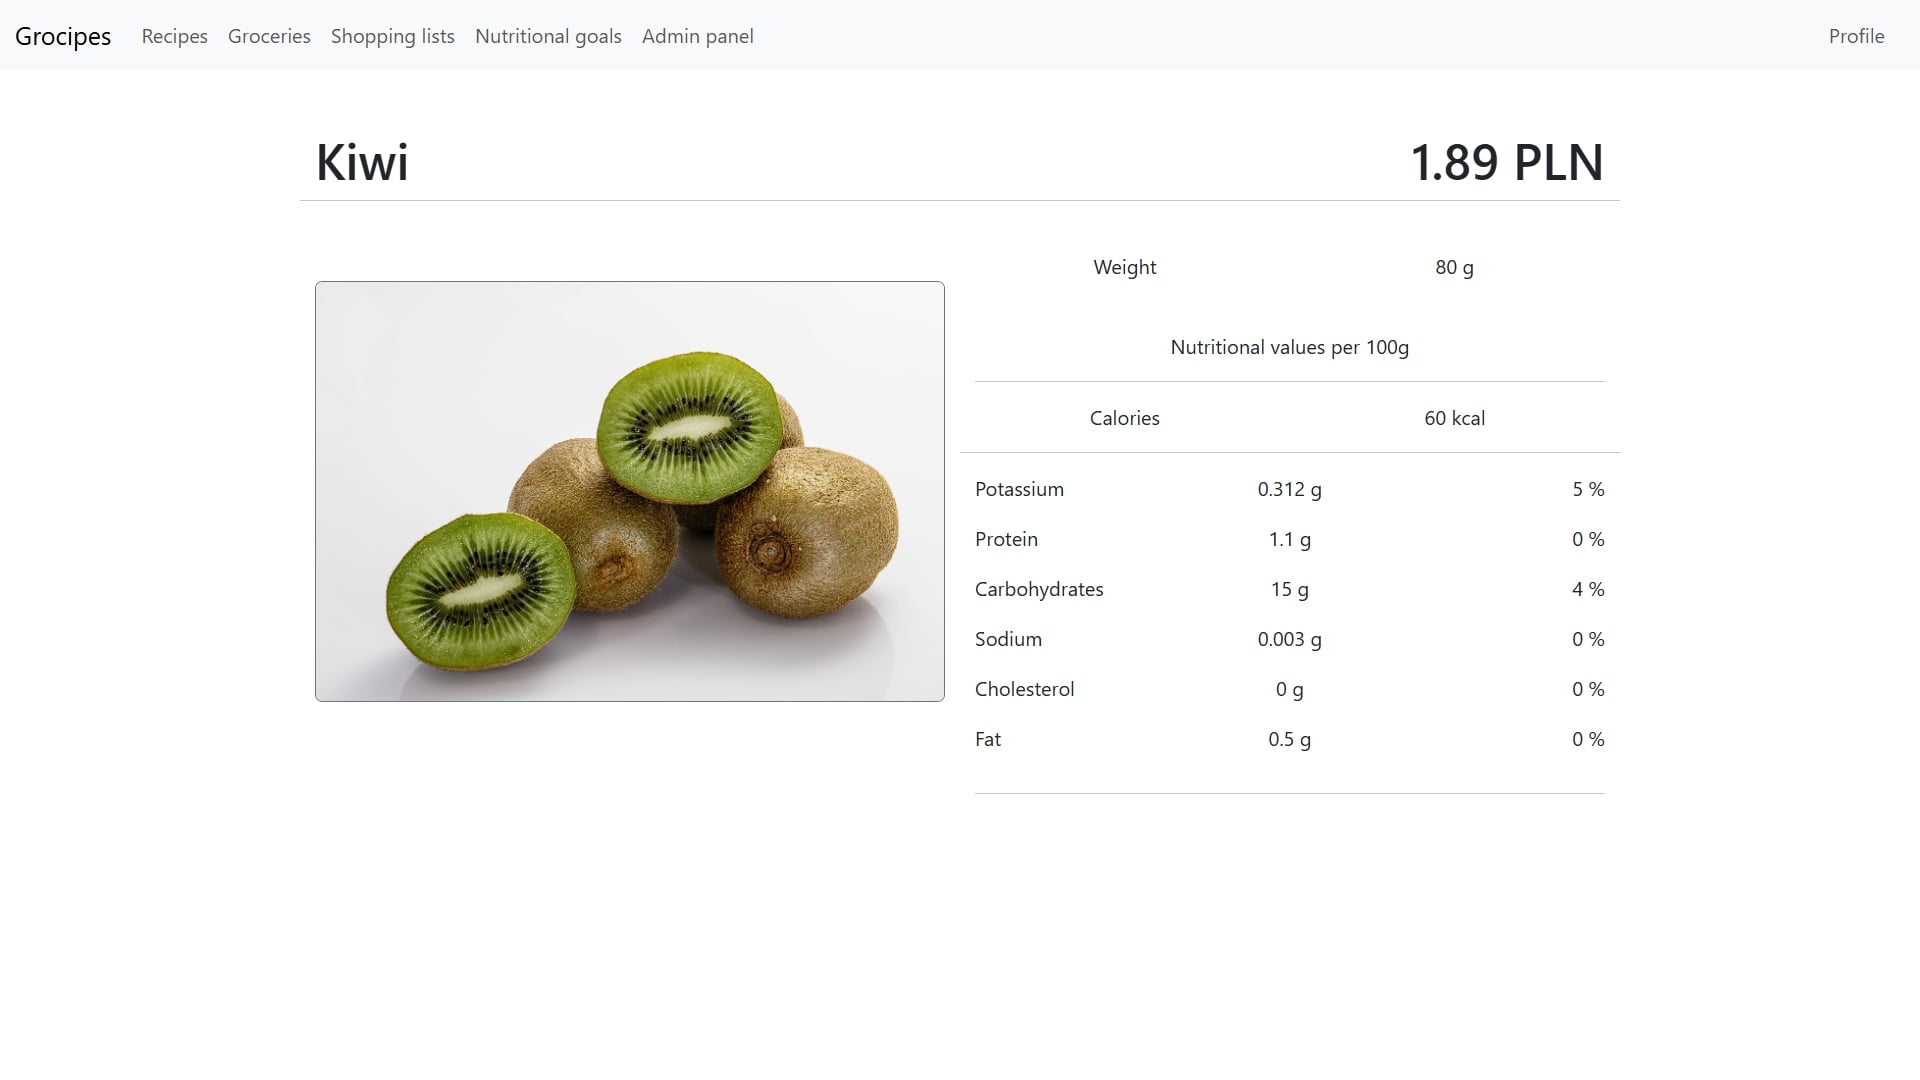 Grocipes Recipes Groceries Shopping lists Nutritional goals Admin panel Profile
Kiwi 1.89 PLN
Weight 80 g
Nutritional values per 100g
Calories 60 kcal
Potassium 0.312 g 5 %
Protein 1.1 g 0 %
Carbohydrates 15 g 4 %
Sodium 0.003 g 0 %
Cholesterol 0 g 0 %
Fat 0.5 g 0 %